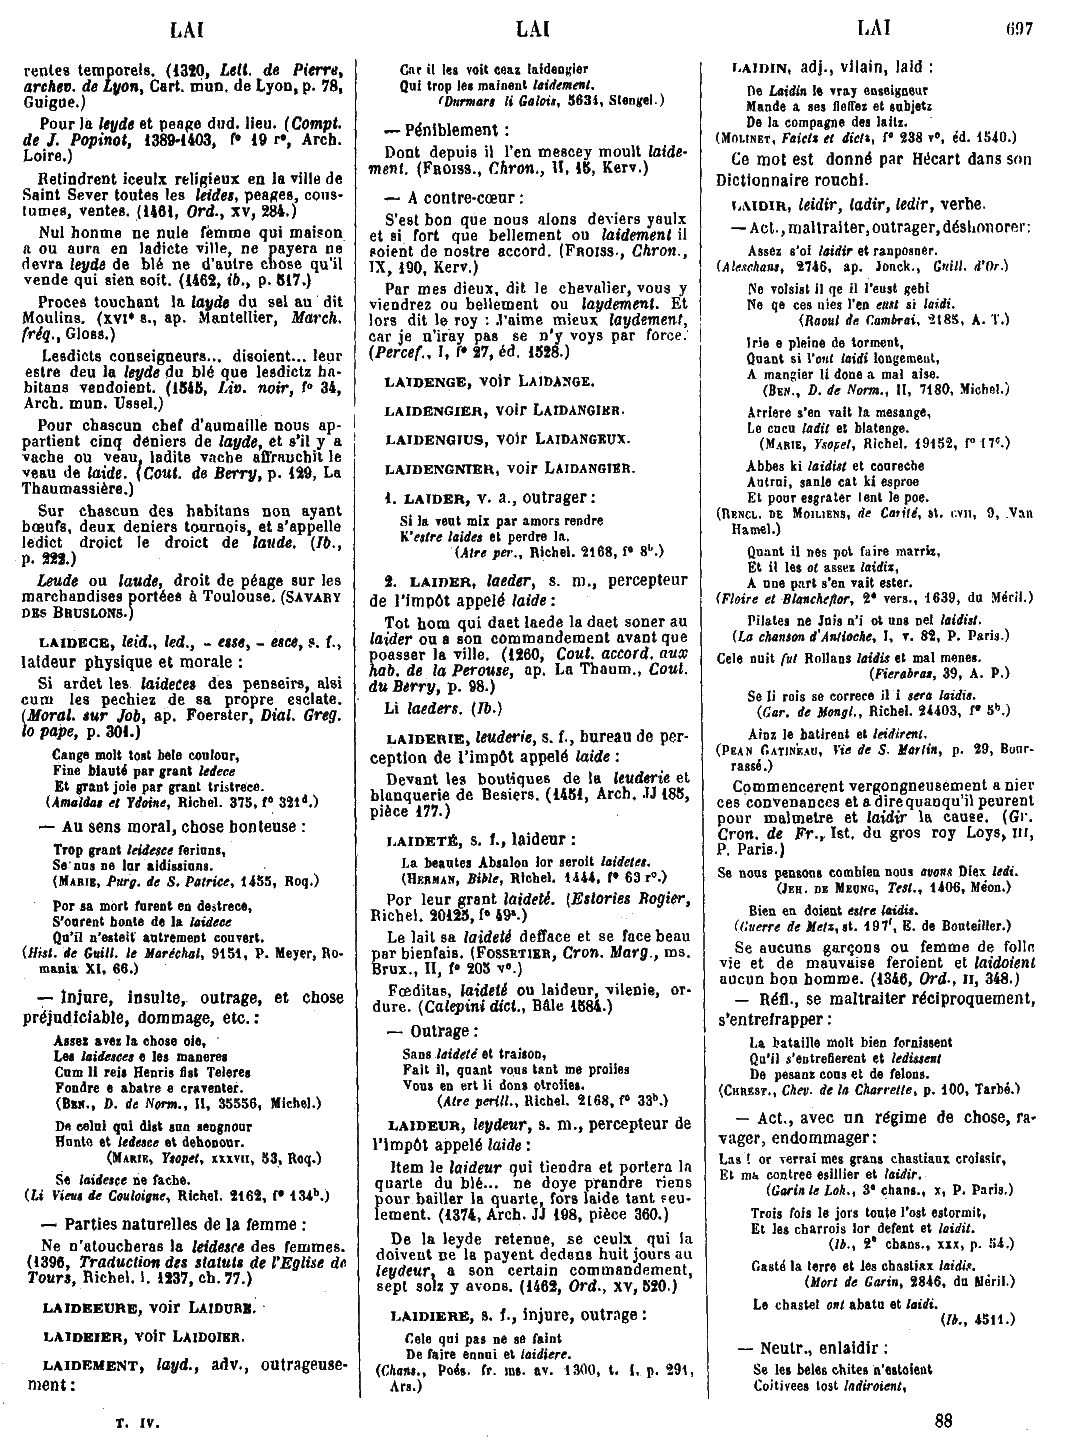 LAI
LAI
LAI
697
rentes temporels. (1320, Lett. de Pierre,
archev. de Lyon, Cart. mun. de Lyon, p. 78,
Guigue.)
Pour la leyde et peage dud. lieu. (Compt.
de J. Popinot, 1389-1403, f° 19 r°, Arch.
Loire.)
Retindrent iceulx religieux en la ville de
Saint Sever toutes les leides, peages, cous-
tumes, ventes. (1461, Ord., XV, 284.)
Nul honme ne nule femme qui maison
a ou aura en ladicte ville, ne payera ne
devra leyde de blé ne d'autre chose qu'il
vende qui sien soit. (1462, ib., p. 517.)
Proces touchant la layde du sel au dit
Moulins. (XVI° s., ap. Mantellier, March.
fréq., Gloss.)
Lesdicts conseigneurs... disoient... leur
estre deu la leyde du blé que lesdictz ha-
bitans vendoient. (1545, Liv. noir, f° 34,
Arch. mun. Ussel.)
Pour chascun chef d'aumaille nous ap-
partient cinq deniers de layde, et s'il y a
vache ou veau, ladite vache affranchit le
veau de laide. (Cout. de Berry, p. 129, La
Thaumassière.)
Sur chascun des habitans non ayant
bœufs, deux deniers tournois, et s'appelle
ledict droict le droict de laude. (Ib.,
p. 222.)
Leude ou laude, droit de péage sur les
marchandises portées à Toulouse. (SAVARY
DES BRUSLONS.)
LAIDECE, leid., led., - esse, - esce, s. f.,
laideur physique et morale :
Si ardet les laideces des penseirs, alsi
cum les pechiez de sa propre esclate.
(Moral. sur Job, ap. Foerster, Dial. Greg.
lo pape, p. 301.)
Cange molt tost bele coulour,
Fine blauté par grant ledece
Et grant joie par grant tristrece.
(Amaldas et Ydoine, Richel. 375, f° 321d.)
— Au sens moral, chose honteuse :
Trop grant leidesce feriuns,
Se nus ne lur aidissiuns.
(MARIE, Purg. de S. Patrice, 1455, Roq.)
Por sa mort furent en destrece,
S'ourent honte de la laidece
Qu'il n'esteit autrement couvert.
(Hist. de Guill. le Maréchal, 9151, P. Meyer, Ro-
mania XI, 66.)
— Injure, insulte, outrage, et chose
préjudiciable, dommage, etc. :
Assez avez la chose oie,
Les laidesces e les maneres
Cum li reis Henris fist Teleres
Fondre e abatre e craventer.
(BEN., D. de Norm., II, 35556, Michel.)
De celui qui dist sun seugnour
Hunte et ledesce et dehonour.
(MARIE, Ysopet, XXXVII, 53, Roq.)
Se laidesce ne fache.
(Li Vieus de Couloigne, Richel. 2162, f° 134b.)
— Parties naturelles de la femme :
Ne n'atoucheras la leidesce des femmes.
(1396, Traduction des statuts de l'Eglise de
Tours, Richel. l. 1237, ch. 77.)
LAIDEEURE, voir LAIDURE.
LAIDEIER, voir LAIDOIER.
LAIDEMENT, layd., adv., outrageuse-
ment :
T. IV.
Car il les voit ceaz laidengier
Qui trop les mainent laidement.
(Durmars li Galois, 5634, Stengel.)
— Péniblement :
Dont depuis il l'en mescey moult laide-
ment. (FROISS., Chron., II, 15, Kerv.)
— A contre-cœur :
S'est bon que nous alons deviers yaulx
et si fort que bellement ou laidement il
soient de nostre accord. (FROISS., Chron.,
IX, 190, Kerv.)
Par mes dieux, dit le chevalier, vous y
viendrez ou bellement ou laydement. Et
lors dit le roy : J'aime mieux laydement,
car je n'iray pas se n'y voys par force.
(Percef., I, f° 27, éd. 1528.)
LAIDENGE, voir LAIDANGE.
LAIDENGIER, voir LAIDANGIER.
LAIDENGIUS, voir LAIDANGEUX.
LAIDENGNIER, voir LAIDANGIER.
1. LAIDER, v. a., outrager :
Si la veut mix par amors rendre
K'estre laides et perdre la.
(Atre per., Richel. 2168, f° 8b.)
2. LAIDER, laeder, s. m., percepteur
de l'impôt appelé laide :
Tot hom qui daet laede la daet soner au
laider ou a son commandement avant que
poasser la ville. (1260, Cout. accord. aux
hab. de la Perouse, ap. La Thaum., Cout.
du Berry, p. 98.)
Li laeders. (Ib.)
LAIDERIE, leuderie, s. f., bureau de per-
ception de l'impôt appelé laide :
Devant les boutiques de la leuderie et
blanquerie de Besiers. (1451, Arch. JJ 185,
pièce 177.)
LAIDETÉ, s. f., laideur :
La beautes Absalon lor seroit laidetes.
(HERMAN, Bible, Richel. 1444, f° 63 r°.)
Por leur grant laideté. (Estories Rogier,
Richel. 20125, f° 49a.)
Le lait sa laideté defface et se face beau
par bienfais. (FOSSETIER, Cron. Marg., ms.
Brux., II, f° 205 v°.)
Fœditas, laideté ou laideur, vilenie, or-
dure. (Calepini dict., Bâle 1584.)
— Outrage :
Sans laideté et traison,
Fait il, quant vous tant me proiies
Vous en ert li dons otroiies.
(Atre perill., Richel. 2168, f° 33b.)
LAIDEUR, leydeur, s. m., percepteur de
l'impôt appelé laide :
Item le laideur qui tiendra et portera la
quarte du blé... ne doye prandre riens
pour bailler la quarte, fors laide tant seu-
lement. (1374, Arch. JJ 198, pièce 360.)
De la leyde retenue, se ceulx qui la
doivent ne la payent dedans huit jours au
leydeur, a son certain commandement,
sept solz y avons. (1462, Ord., XV, 520.)
LAIDIERE, s. f., injure, outrage :
Cele qui pas ne se faint
De faire ennui et laidiere.
(Chans., Poés. fr. ms. av. 1300, t. I, p. 291,
Ars.)
LAIDIN, adj., vilain, laid :
De Laidin le vray enseigneur
Mande a ses fieffez et subjetz
De la compagne des laitz.
(MOLINET, Faictz et dictz, f° 238 v°, éd. 1540.)
Ce mot est donné par Hécart dans son
Dictionnaire rouchi.
LAIDIR, leidir, ladir, ledir, verbe.
— Act., maltraiter, outrager, déshonorer :
Assez s'oi laidir et ranposner.
(Aleschans, 2746, ap. Jonck., Guill. d'Or.)
Ne volsist il qe il l'eust gehi
Ne qe ces nies l'en eust si laidi.
(Raoul de Cambrai, 2185, A. T.)
Irie e pleine de torment,
Quant si l'ont laidi longement,
A mangier li done a mal aise.
(BEN., D. de Norm., II, 7180, Michel.)
Arriere s'en vait la mesange,
Le cucu ladit et blatenge.
(MARIE, Ysopet, Richel. 19152, f° 17c.)
Abbes ki laidist et coureche
Autrui, sanle cat ki esproe
Et pour esgrater tent le poe.
(RENCL. DE MOILIENS, de Carité, st. CVII, 9, Van
Hamel.)
Quant il nes pot faire marriz,
Et il les ot assez laidiz,
A une part s'en vait ester.
(Floire et Blancheflor, 2° vers., 1639, du Méril.)
Pilates ne Juis n'i ot uns nel laidist.
(La chanson d'Antioche, I, v. 82, P. Paris.)
Cele nuit fut Rollans laidis et mal menes.
(Fierabras, 39, A. P.)
Se li rois se correce il i sera laidis.
(Gar. de Mongl., Richel. 24403, f° 5b.)
Ainz le batirent et leidirent.
(PEAN GATINEAU, Vie de S. Martin, p. 29, Bour-
rassé.)
Commencerent vergongneusement a nier
ces convenances et a dire quanqu'il peurent
pour malmetre et laidir la cause. (Gr.
Cron. de Fr., Ist. du gros roy Loys, III,
P. Paris.)
Se nous pensons combien nous avons Diex ledi.
(JEH. DE MEUNG, Test., 1406, Méon.)
Bien en doient estre laidis.
(Guerre de Metz, st. 197f, E. de Bouteiller.)
Se aucuns garçons ou femme de folle
vie et de mauvaise feroient et laidoient
aucun bon homme. (1346, Ord., II, 348.)
— Réfl., se maltraiter réciproquement,
s'entrefrapper :
La bataille molt bien fornissent
Qu'il s'entrefierent et ledissent
De pesanz cous et de felons.
(CHREST., Chev. de la Charrette, p. 100, Tarbé.)
— Act., avec un régime de chose, ra-
vager, endommager :
Las ! or verrai mes grans chastiaux croissir,
Et ma contree esillier et laidir.
(Garin le Loh., 3° chans., X, P. Paris.)
Trois fois le jors toute l'ost estormit,
Et les charrois lor defent et laidit.
(Ib., 2° chans., XXX, p. 54.)
Gasté la terre et les chastiax laidis.
(Mort de Garin, 2846, du Méril.)
Le chastel ont abatu et laidi.
(Ib., 4511.)
— Neutr., enlaidir :
Se les beles chites n'estoient
Coitivees tost ladiroient,
88